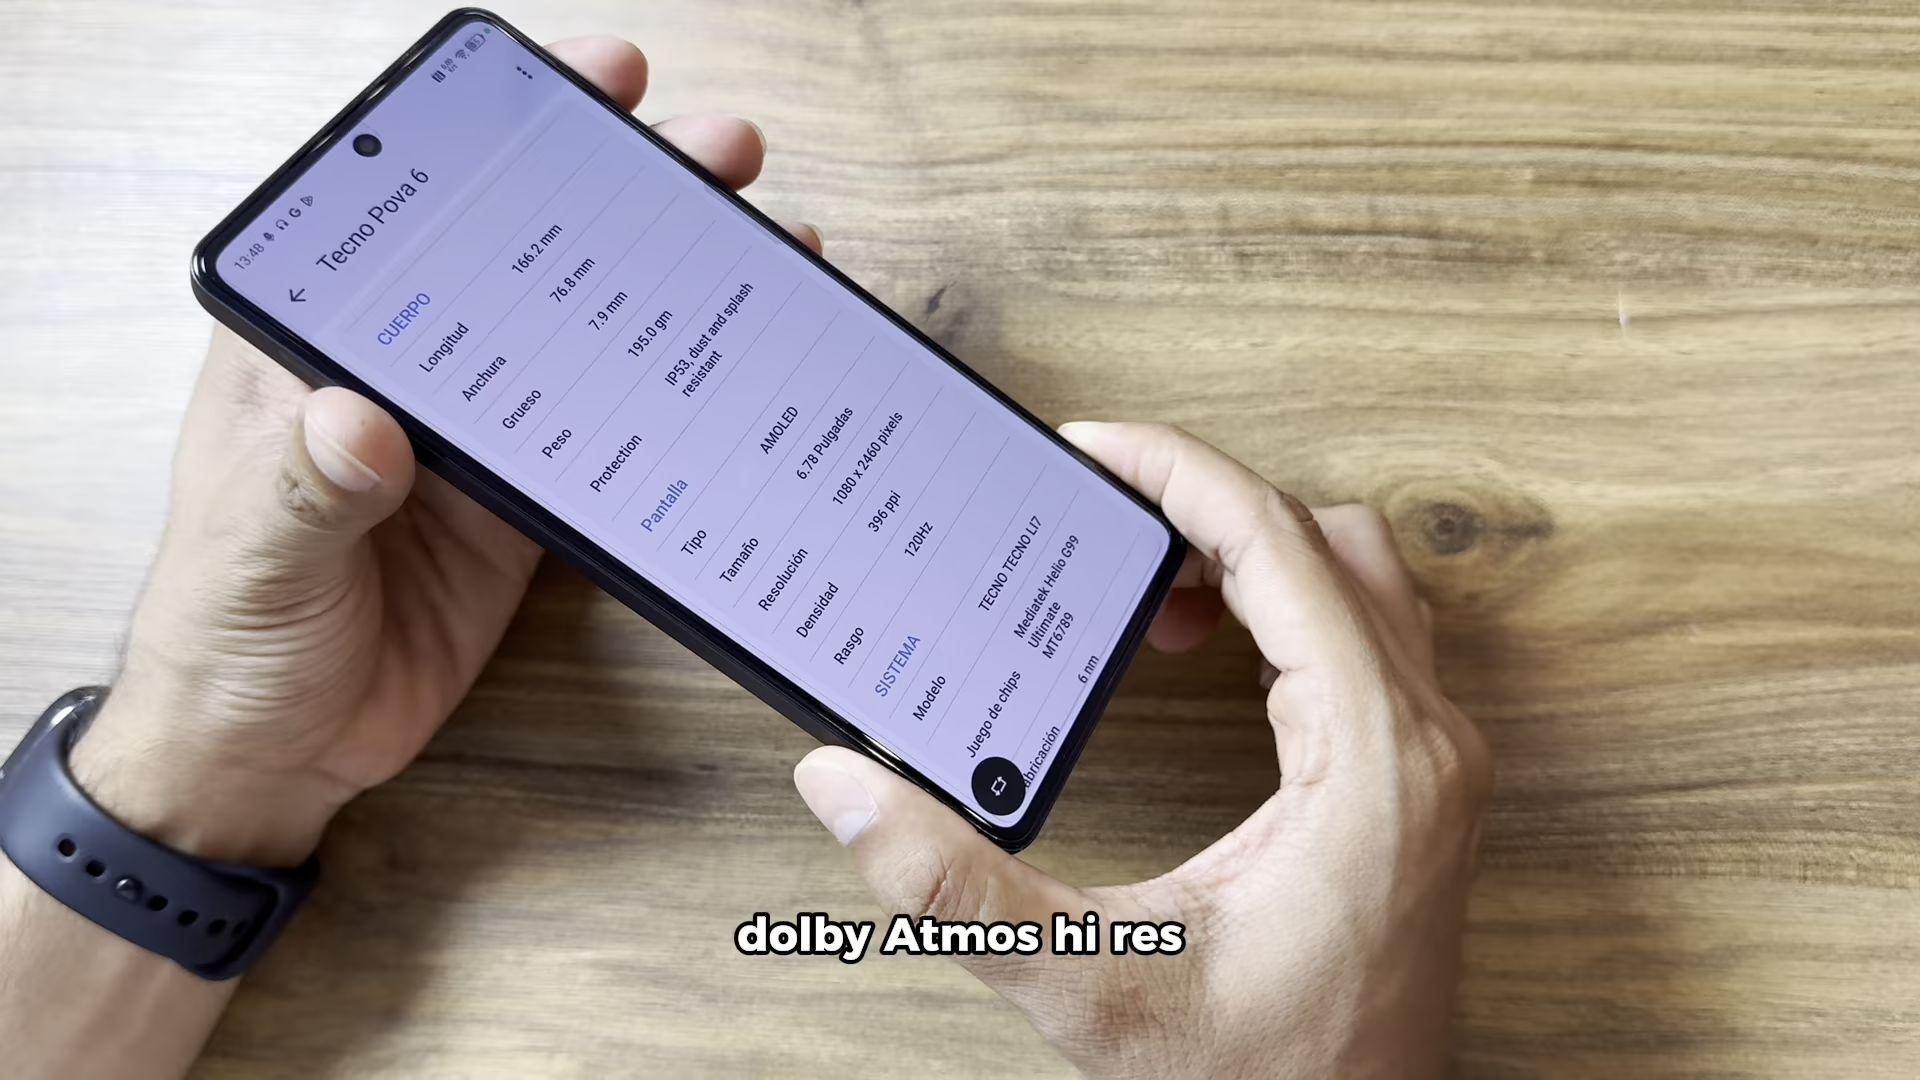 13:48
Tecno Pova 6
CUERPO
Longitud 166.2 mm
Anchura 76.8 mm
Grueso 7.9 mm
Peso 195.0 gm
Protection IP53, dust and splash
resistant
Pantalla
Tipo AMOLED
Tamaño 6.78 Pulgadas
Resolución 1080 x 2460 pixels
Densidad 396 ppi
Rasgo 120Hz
SISTEMA
Modelo TECNO TECNO LI7
Juego de chips Mediatek Helio G99
Ultimate
MT6789
abricación 6 nm
dolby Atmos hi res